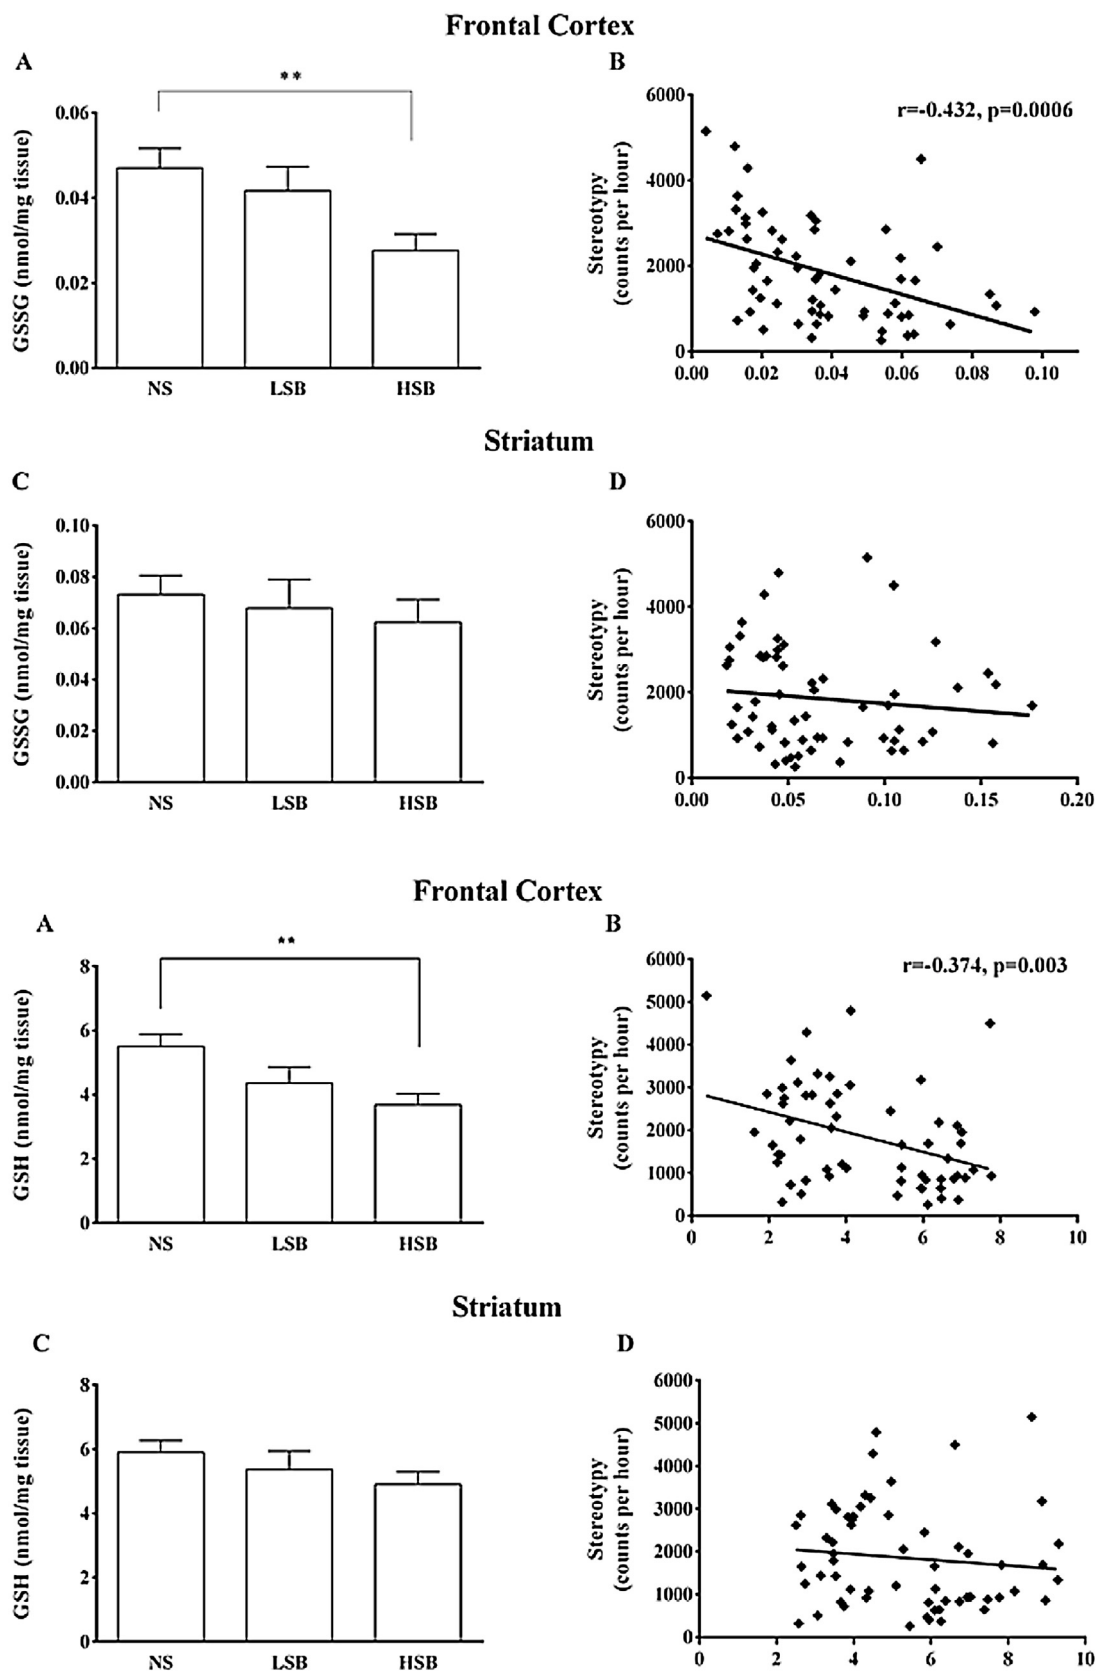 Frontal Cortex
A
**
GSSG (nmol/mg tissue)
0.06
0.04
0.02
0.00
NS LSB HSB
B
r=-0.432, p=0.0006
Stereotypy
(counts per hour)
6000
4000
2000
0
0.00 0.02 0.04 0.06 0.08 0.10
Striatum
C
GSSG (nmol/mg tissue)
0.10
0.08
0.06
0.04
0.02
0.00
NS LSB HSB
D
Stereotypy
(counts per hour)
6000
4000
2000
0
0.00 0.05 0.10 0.15 0.20
Frontal Cortex
A
**
GSH (nmol/mg tissue)
8
6
4
2
0
NS LSB HSB
B
r=-0.374, p=0.003
Stereotypy
(counts per hour)
6000
5000
4000
3000
2000
1000
0
0 2 4 6 8 10
Striatum
C
GSH (nmol/mg tissue)
8
6
4
2
0
NS LSB HSB
D
Stereotypy
(counts per hour)
6000
5000
4000
3000
2000
1000
0
0 2 4 6 8 10